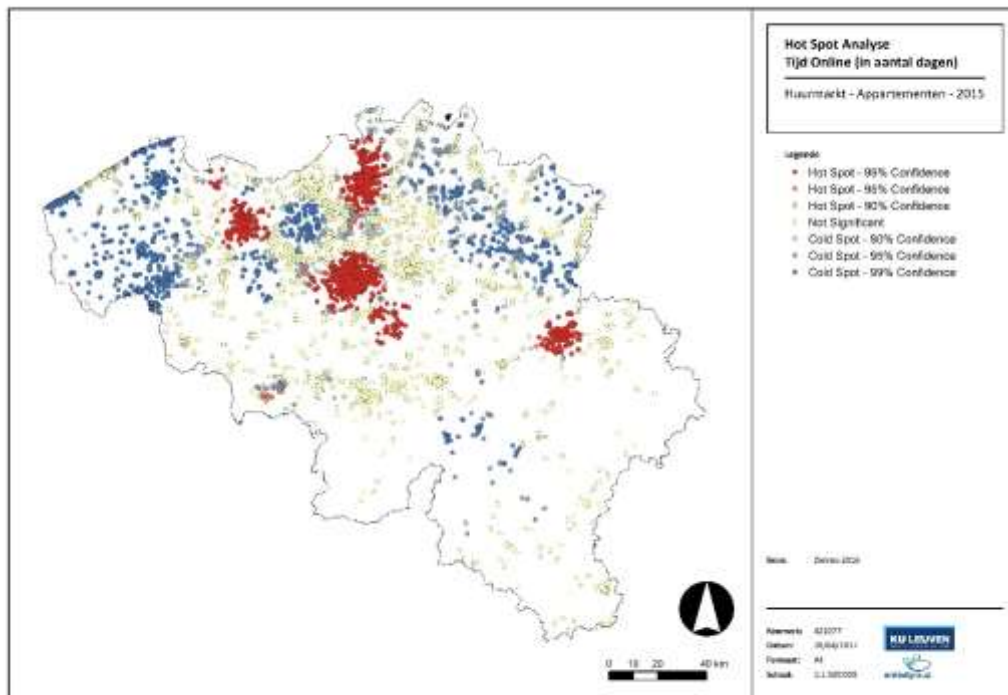 Hot Spot Analyse
Tijd Online (in aantal dagen)
Huurmarkt - Appartementen - 2015
Legende
Hot Spot - 99% Confidence
Hot Spot - 95% Confidence
Hot Spot - 90% Confidence
Not Significant
Cold Spot - 90% Confidence
Cold Spot - 95% Confidence
Cold Spot - 99% Confidence
0 10 20 40 km
KU LEUVEN